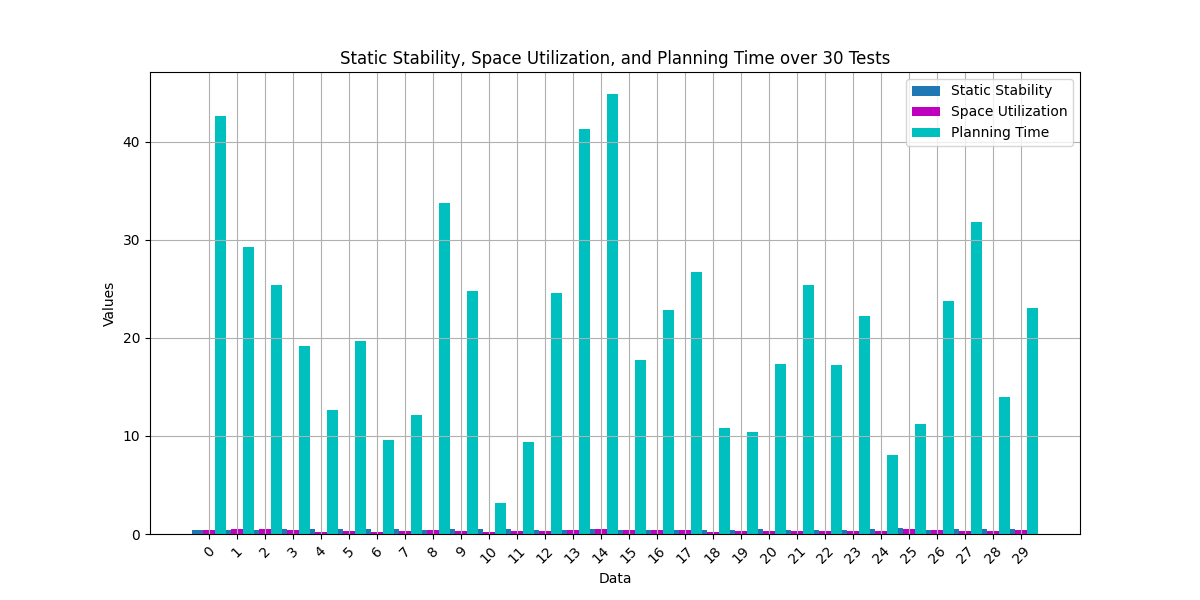 Static Stability, Space Utilization, and Planning Time over 30 Tests
Static Stability
Space Utilization
Planning Time
Values
40
30
20
10
0
0 1 2 3 4 5 6 7 8 9 10 11 12 13 14 15 16 17 18 19 20 21 22 23 24 25 26 27 28 29
Data